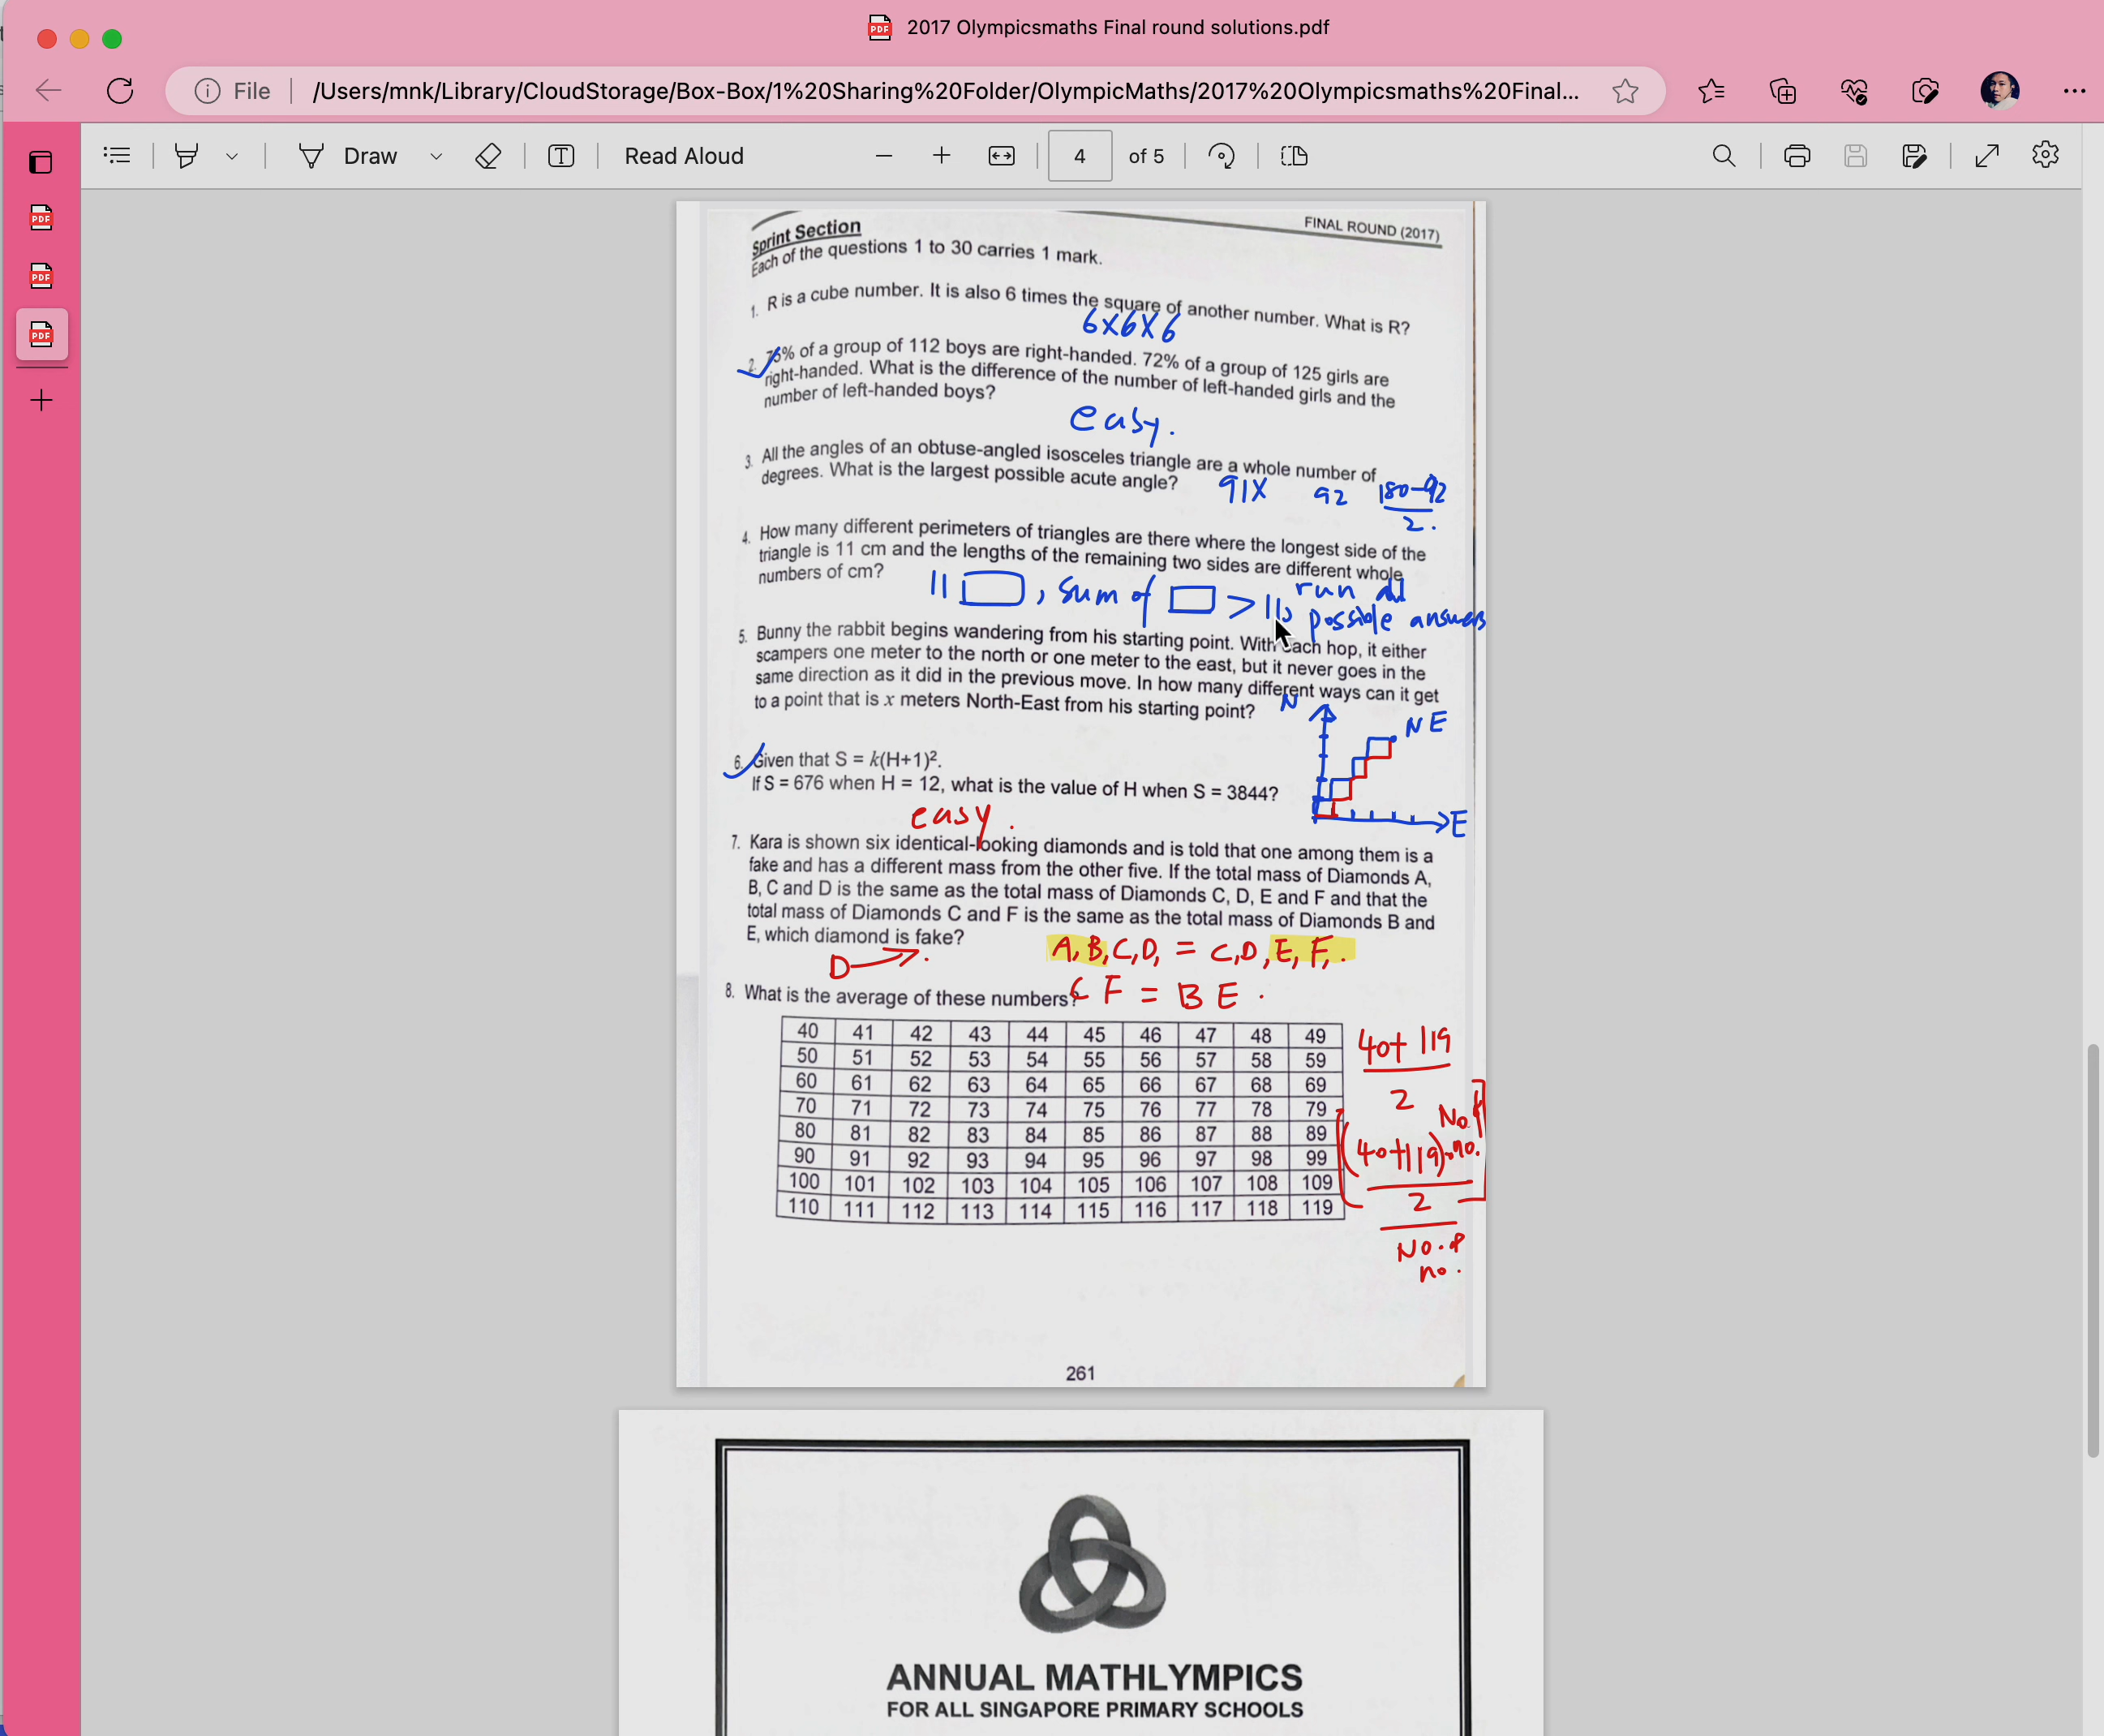 2017 Olympicsmaths Final round solutions.pdf
File /Users/mnk/Library/CloudStorage/Box-Box/1%20Sharing%20Folder/OlympicMaths/2017%20Olympicsmaths%20Final...
Draw Read Aloud 4 of 5
PDF
PDF
PDF
FINAL ROUND (2017)
Sprint Section
Each of the questions 1 to 30 carries 1 mark.
1. R is a cube number. It is also 6 times the square of another number. What is R?
6X6X6
2. % of a group of 112 boys are right-handed. 72% of a group of 125 girls are
right-handed. What is the difference of the number of left-handed girls and the
number of left-handed boys?
easy.
3. All the angles of an obtuse-angled isosceles triangle are a whole number of
degrees. What is the largest possible acute angle?
91X 92 180-92
2.
4. How many different perimeters of triangles are there where the longest side of the
triangle is 11 cm and the lengths of the remaining two sides are different whole
numbers of cm?
11 , sum of > 11, run all
possible answers
5. Bunny the rabbit begins wandering from his starting point. With each hop, it either
scampers one meter to the north or one meter to the east, but it never goes in the
same direction as it did in the previous move. In how many different ways can it get
to a point that is x meters North-East from his starting point?
N
NE
E
6. Given that S = k(H+1)².
If S = 676 when H = 12, what is the value of H when S = 3844?
easy.
7. Kara is shown six identical-looking diamonds and is told that one among them is a
fake and has a different mass from the other five. If the total mass of Diamonds A,
B, C and D is the same as the total mass of Diamonds C, D, E and F and that the
total mass of Diamonds C and F is the same as the total mass of Diamonds B and
E, which diamond is fake?
D
A, B, C, D, = C, D, E, F, .
C F = B E .
8. What is the average of these numbers?
40 41 42 43 44 45 46 47 48 49
50 51 52 53 54 55 56 57 58 59
60 61 62 63 64 65 66 67 68 69
70 71 72 73 74 75 76 77 78 79
80 81 82 83 84 85 86 87 88 89
90 91 92 93 94 95 96 97 98 99
100 101 102 103 104 105 106 107 108 109
110 111 112 113 114 115 116 117 118 119
40+119
2
No.
(40+119) no.
2
No. of
no.
261
ANNUAL MATHLYMPICS
FOR ALL SINGAPORE PRIMARY SCHOOLS